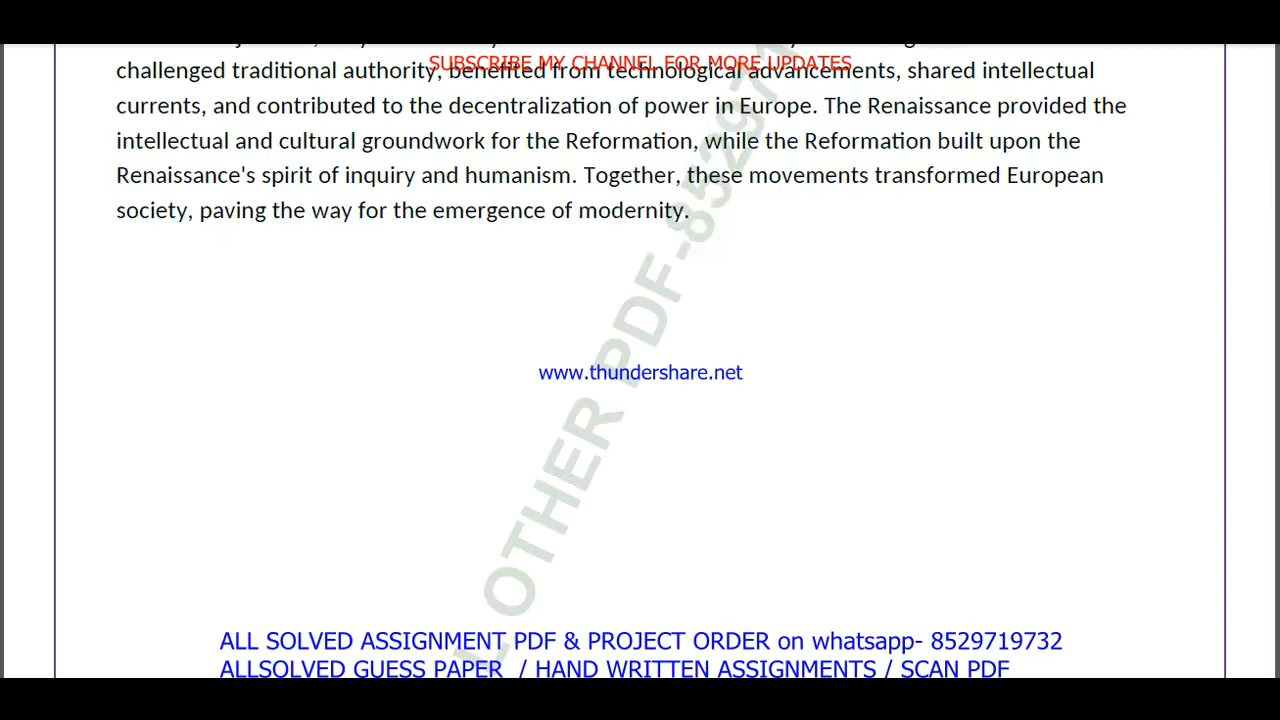 SUBSCRIBE MY CHANNEL FOR MORE UPDATES
challenged traditional authority, benefited from technological advancements, shared intellectual
currents, and contributed to the decentralization of power in Europe. The Renaissance provided the
intellectual and cultural groundwork for the Reformation, while the Reformation built upon the
Renaissance's spirit of inquiry and humanism. Together, these movements transformed European
society, paving the way for the emergence of modernity.
LOTHER PDF-852971
www.thundershare.net
ALL SOLVED ASSIGNMENT PDF & PROJECT ORDER on whatsapp- 8529719732
ALLSOLVED GUESS PAPER / HAND WRITTEN ASSIGNMENTS / SCAN PDF